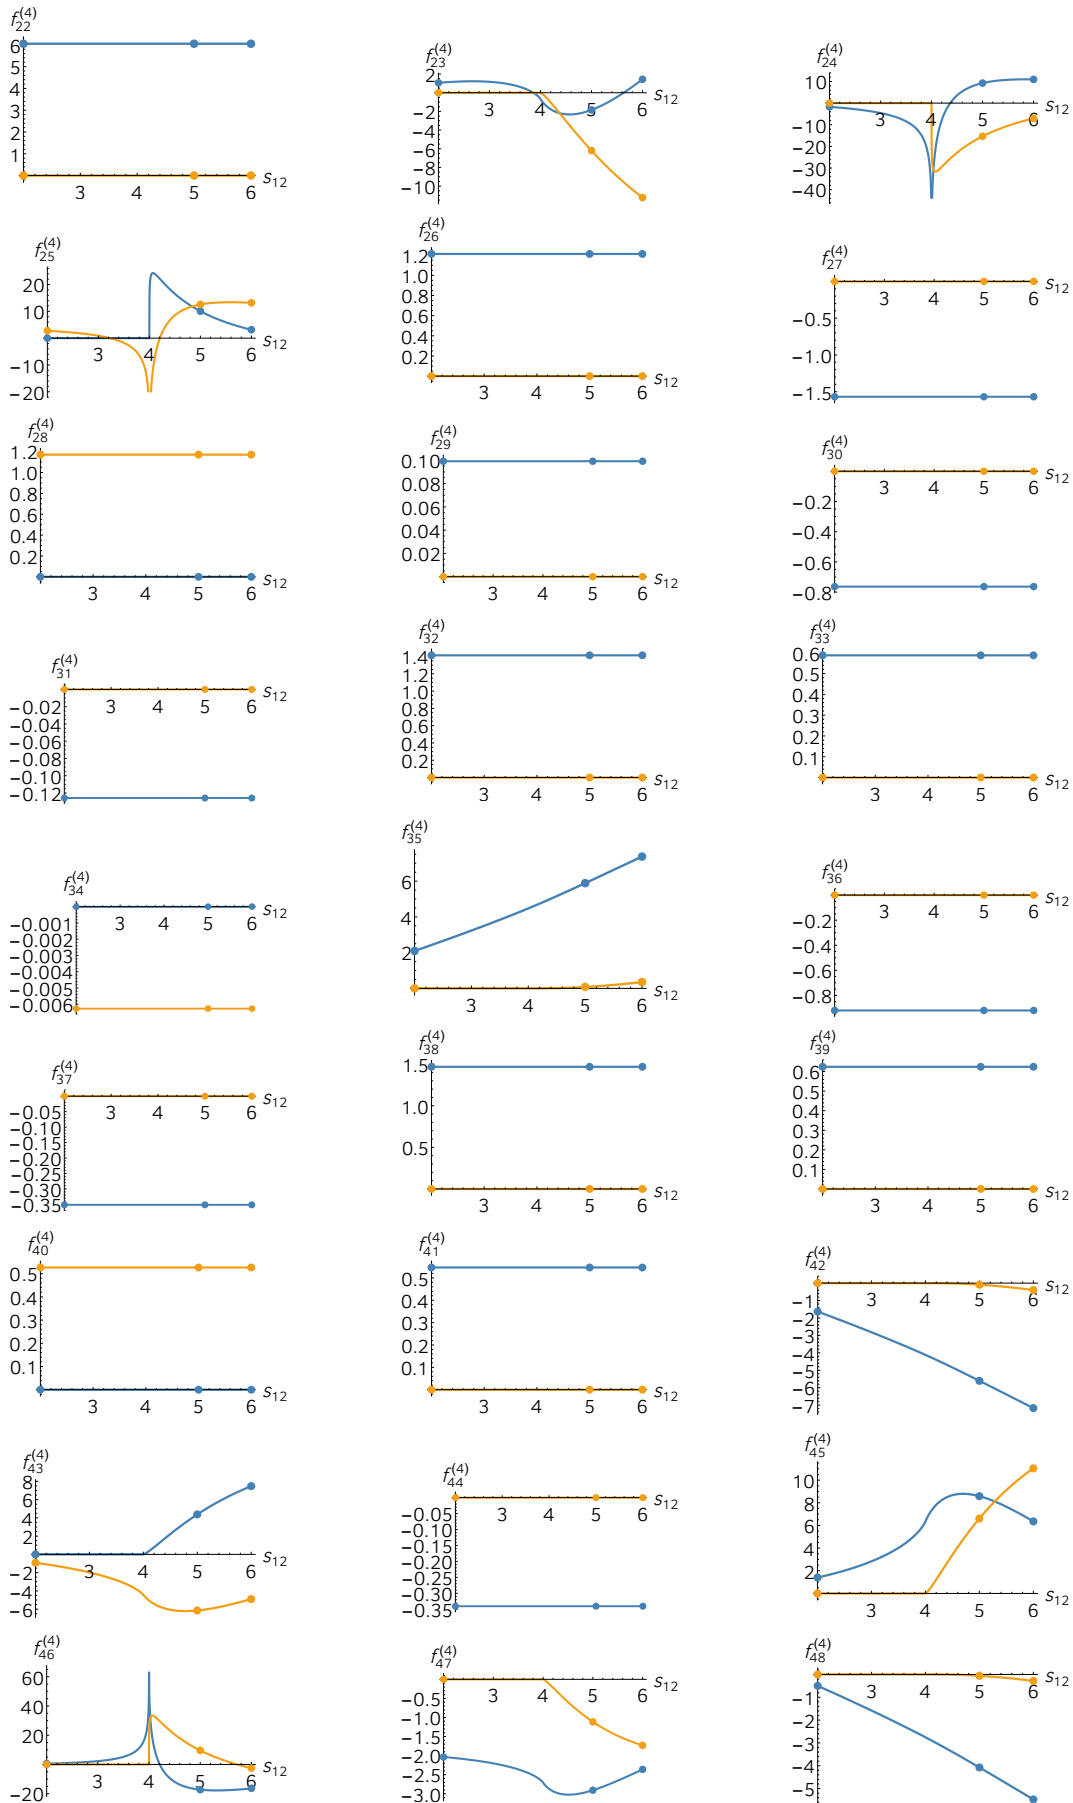 f_{22}^{(4)} f_{23}^{(4)} f_{24}^{(4)}
6 5 4 3 2 1
3 4 5 6 s_{12}
2 −2 −4 −6 −8 −10
3 4 5 6 s_{12}
10 −10 −20 −30 −40
3 4 5 6 s_{12}
f_{25}^{(4)} f_{26}^{(4)} f_{27}^{(4)}
20 10 −10 −20
3 4 5 6 s_{12}
1.2 1.0 0.8 0.6 0.4 0.2
3 4 5 6 s_{12}
−0.5 −1.0 −1.5
3 4 5 6 s_{12}
f_{28}^{(4)} f_{29}^{(4)} f_{30}^{(4)}
1.2 1.0 0.8 0.6 0.4 0.2
3 4 5 6 s_{12}
0.10 0.08 0.06 0.04 0.02
3 4 5 6 s_{12}
−0.2 −0.4 −0.6 −0.8
3 4 5 6 s_{12}
f_{31}^{(4)} f_{32}^{(4)} f_{33}^{(4)}
−0.02 −0.04 −0.06 −0.08 −0.10 −0.12
3 4 5 6 s_{12}
1.4 1.2 1.0 0.8 0.6 0.4 0.2
3 4 5 6 s_{12}
0.6 0.5 0.4 0.3 0.2 0.1
3 4 5 6 s_{12}
f_{34}^{(4)} f_{35}^{(4)} f_{36}^{(4)}
−0.001 −0.002 −0.003 −0.004 −0.005 −0.006
3 4 5 6 s_{12}
6 4 2
3 4 5 6 s_{12}
−0.2 −0.4 −0.6 −0.8
3 4 5 6 s_{12}
f_{37}^{(4)} f_{38}^{(4)} f_{39}^{(4)}
−0.05 −0.10 −0.15 −0.20 −0.25 −0.30 −0.35
3 4 5 6 s_{12}
1.5 1.0 0.5
3 4 5 6 s_{12}
0.6 0.5 0.4 0.3 0.2 0.1
3 4 5 6 s_{12}
f_{40}^{(4)} f_{41}^{(4)} f_{42}^{(4)}
0.5 0.4 0.3 0.2 0.1
3 4 5 6 s_{12}
0.5 0.4 0.3 0.2 0.1
3 4 5 6 s_{12}
−1 −2 −3 −4 −5 −6 −7
3 4 5 6 s_{12}
f_{43}^{(4)} f_{44}^{(4)} f_{45}^{(4)}
8 6 4 2 −2 −4 −6
3 4 5 6 s_{12}
−0.05 −0.10 −0.15 −0.20 −0.25 −0.30 −0.35
3 4 5 6 s_{12}
10 8 6 4 2
3 4 5 6 s_{12}
f_{46}^{(4)} f_{47}^{(4)} f_{48}^{(4)}
60 40 20 −20
3 4 5 6 s_{12}
−0.5 −1.0 −1.5 −2.0 −2.5 −3.0
3 4 5 6 s_{12}
−1 −2 −3 −4 −5
3 4 5 6 s_{12}